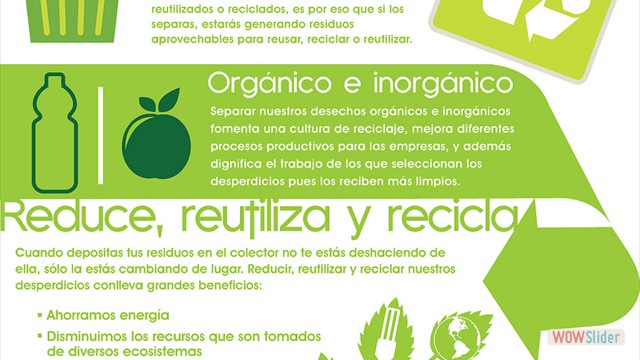 reutilizados o reciclados, es por eso que si los
separas, estarás generando residuos
aprovechables para reusar, reciclar o reutilizar.
Orgánico e inorgánico
Separar nuestros desechos orgánicos e inorgánicos
fomenta una cultura de reciclaje, mejora diferentes
procesos productivos para las empresas, y además
dignifica el trabajo de los que seleccionan los
desperdicios pues los reciben más limpios.
Reduce, reutiliza y recicla
Cuando depositas tus residuos en el colector no te estás deshaciendo de
ella, sólo la estás cambiando de lugar. Reducir, reutilizar y reciclar nuestros
desperdicios conlleva grandes beneficios:
▪ Ahorramos energía
▪ Disminuimos los recursos que son tomados
de diversos ecosistemas
WOWSlider